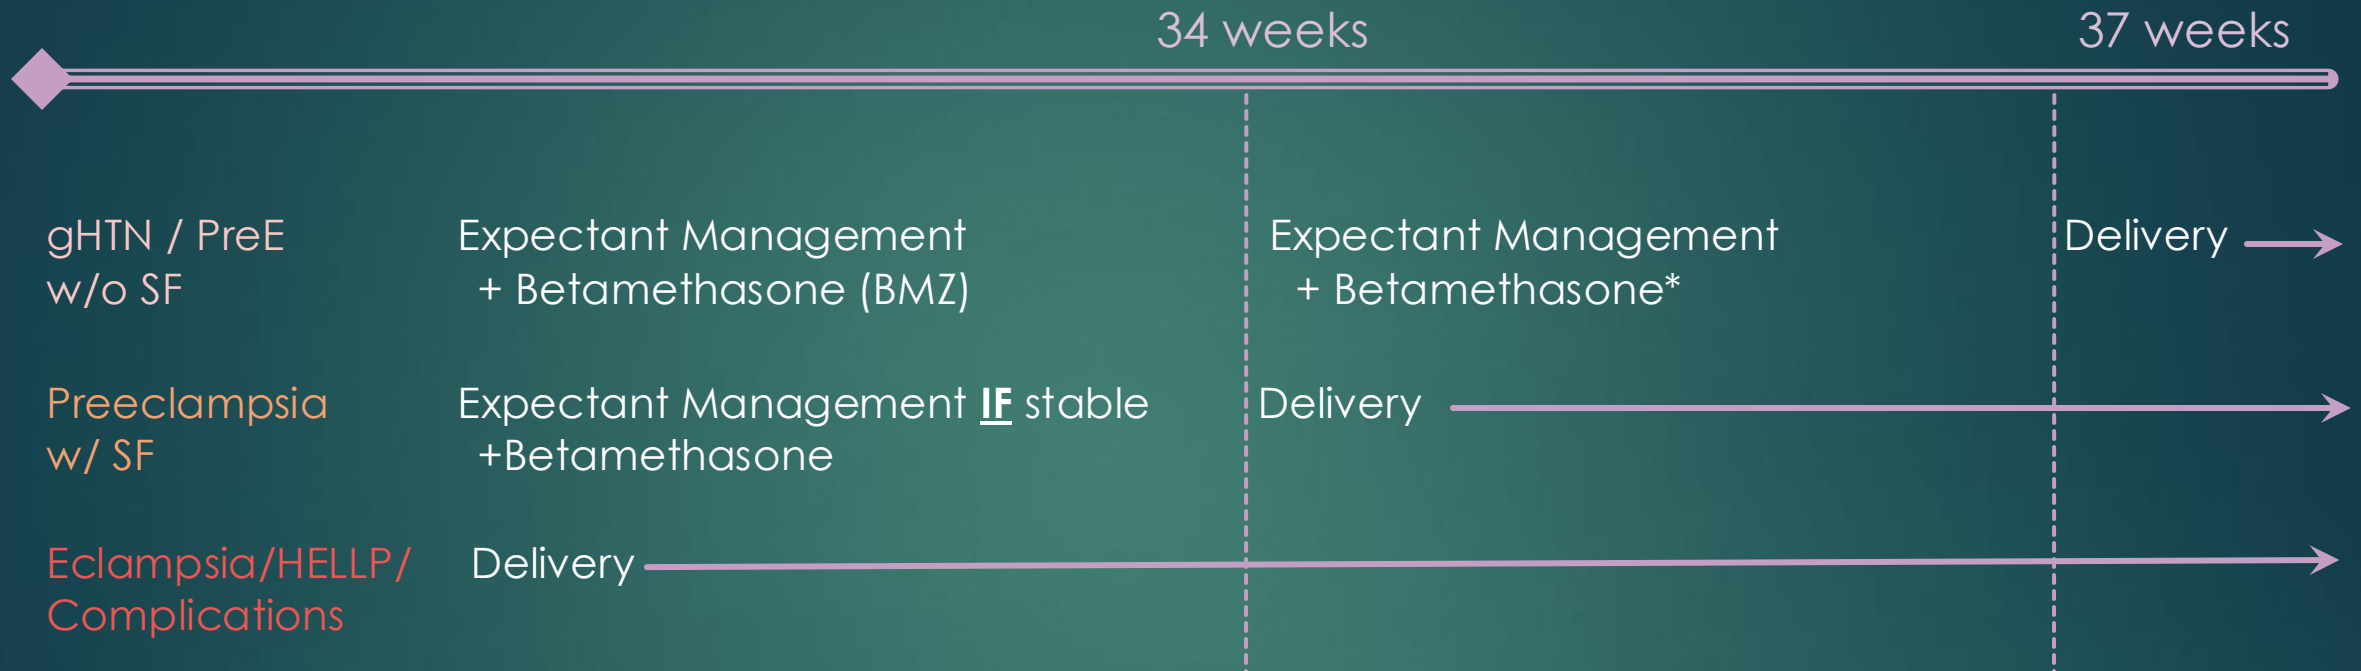 34 weeks
37 weeks
gHTN / PreE
w/o SF
Expectant Management
+ Betamethasone (BMZ)
Expectant Management
+ Betamethasone*
Delivery
Preeclampsia
w/ SF
Expectant Management IF stable
+Betamethasone
Delivery
Eclampsia/HELLP/
Complications
Delivery